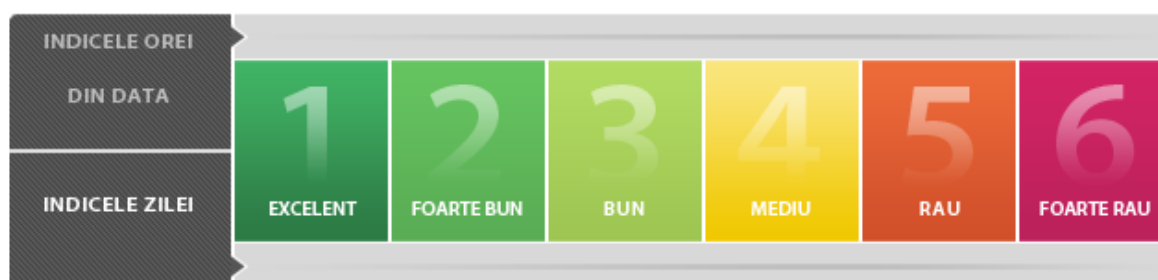 INDICELE OREI
DIN DATA
INDICELE ZILEI
1
EXCELENT
2
FOARTE BUN
3
BUN
4
MEDIU
5
RAU
6
FOARTE RAU